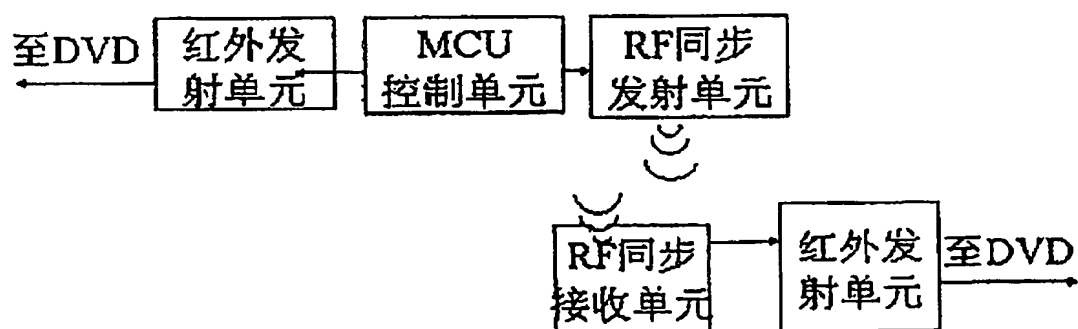 至DVD
红外发
射单元
MCU
控制单元
RF同步
发射单元
RF同步
接收单元
红外发
射单元
至DVD